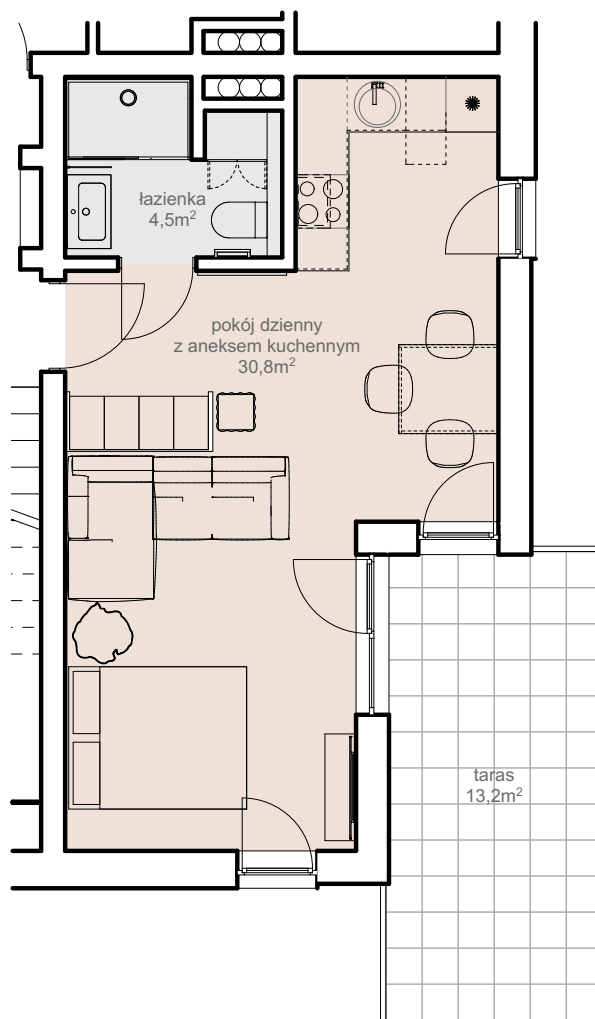 łazienka
4,5m²
pokój dzienny
z aneksem kuchennym
30,8m²
taras
13,2m²